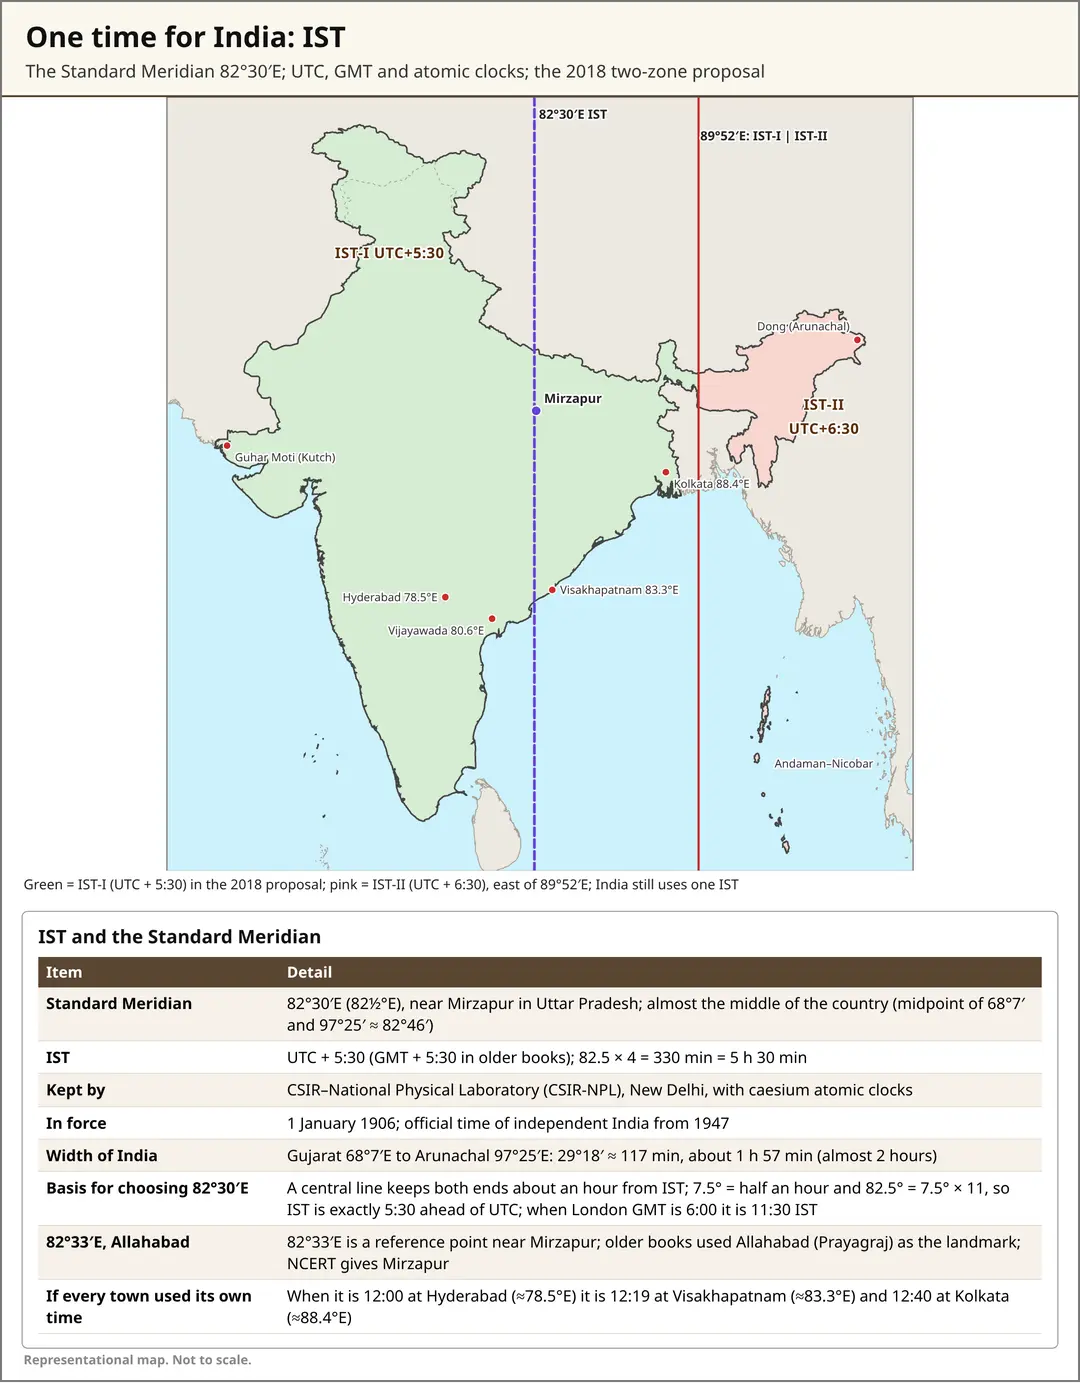 One time for India: IST
The Standard Meridian 82°30′E; UTC, GMT and atomic clocks; the 2018 two-zone proposal
82°30′E IST
89°52′E: IST-I | IST-II
IST-I UTC+5:30
Dong (Arunachal)
Mirzapur
IST-II
UTC+6:30
Guhar Moti (Kutch)
Kolkata 88.4°E
Hyderabad 78.5°E
Visakhapatnam 83.3°E
Vijayawada 80.6°E
Andaman–Nicobar
Green = IST-I (UTC + 5:30) in the 2018 proposal; pink = IST-II (UTC + 6:30), east of 89°52′E; India still uses one IST
IST and the Standard Meridian
Item Detail
Standard Meridian 82°30′E (82½°E), near Mirzapur in Uttar Pradesh; almost the middle of the country (midpoint of 68°7′
and 97°25′ ≈ 82°46′)
IST UTC + 5:30 (GMT + 5:30 in older books); 82.5 × 4 = 330 min = 5 h 30 min
Kept by CSIR–National Physical Laboratory (CSIR-NPL), New Delhi, with caesium atomic clocks
In force 1 January 1906; official time of independent India from 1947
Width of India Gujarat 68°7′E to Arunachal 97°25′E: 29°18′ ≈ 117 min, about 1 h 57 min (almost 2 hours)
Basis for choosing 82°30′E A central line keeps both ends about an hour from IST; 7.5° = half an hour and 82.5° = 7.5° × 11, so
IST is exactly 5:30 ahead of UTC; when London GMT is 6:00 it is 11:30 IST
82°33′E, Allahabad 82°33′E is a reference point near Mirzapur; older books used Allahabad (Prayagraj) as the landmark;
NCERT gives Mirzapur
If every town used its own When it is 12:00 at Hyderabad (≈78.5°E) it is 12:19 at Visakhapatnam (≈83.3°E) and 12:40 at Kolkata
time (≈88.4°E)
Representational map. Not to scale.